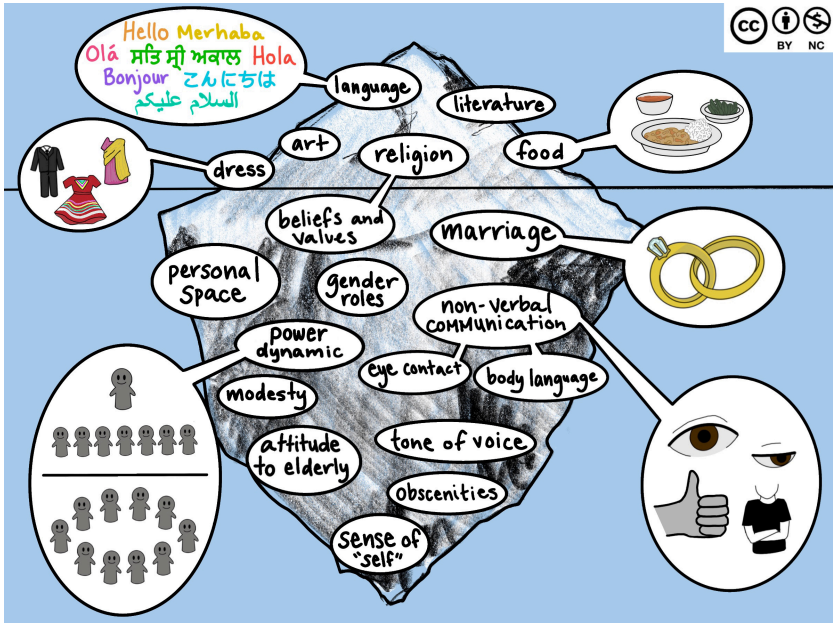 Hello Merhaba
Olá ਸਤਿ ਸ੍ਰੀ ਅਕਾਲ Hola
Bonjour こんにちは
السلام عليكم
language
literature
art
religion
food
dress
beliefs and
values
marriage
personal
space
gender
roles
non-verbal
communication
power
dynamic
eye contact
body language
modesty
attitude
to elderly
tone of voice
obscenities
sense of
"self"
cc
BY NC